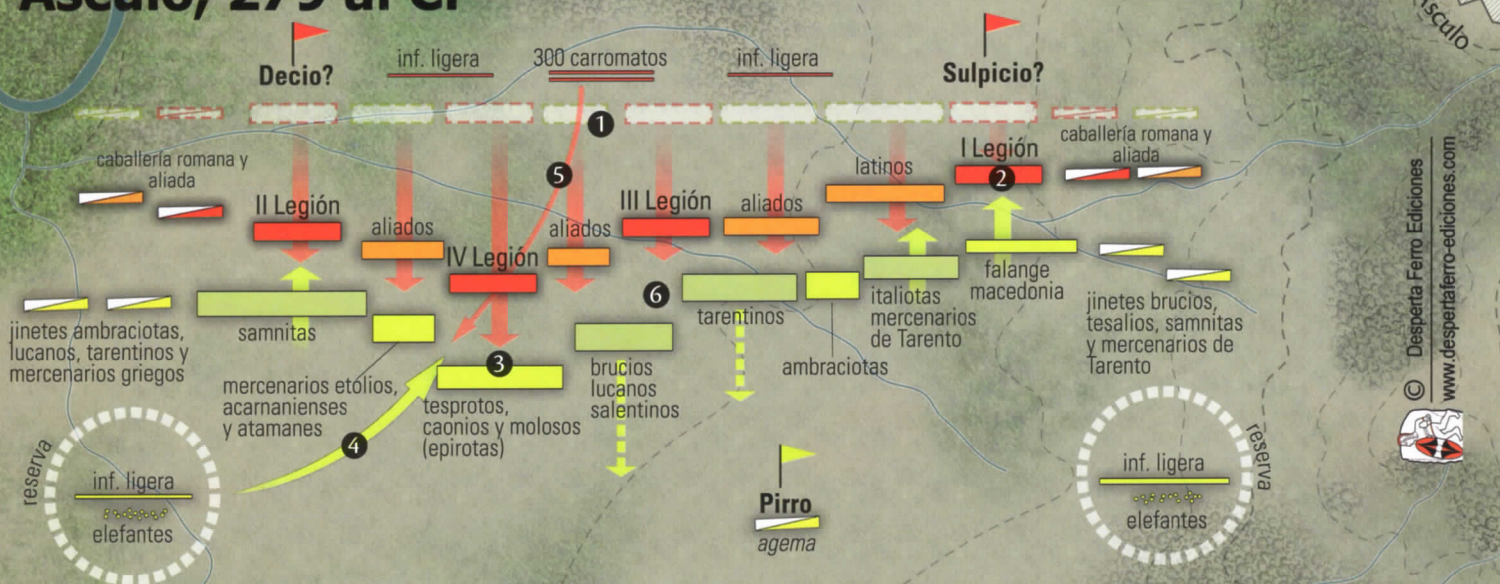 Ásculo, 279 a. C.
Decio?
inf. ligera
300 carromatos
inf. ligera
Sulpicio?
1
caballería romana y
aliada
5
latinos
I Legión
2
caballería romana y
aliada
II Legión
aliados
IV Legión
aliados
III Legión
aliados
samnitas
6
tarentinos
italiotas
mercenarios
de Tarento
falange
macedonia
jinetes ambraciotas,
lucanos, tarentinos y
mercenarios griegos
jinetes brucios,
tesalios, samnitas
y mercenarios de
Tarento
mercenarios etolios,
acarnanienses
y atamanes
3
tesprotos,
caonios y molosos
(epirotas)
brucios
lucanos
salentinos
ambraciotas
4
reserva
inf. ligera
elefantes
Pirro
agema
reserva
inf. ligera
elefantes
© Desperta Ferro Ediciones
www.despertaferro-ediciones.com